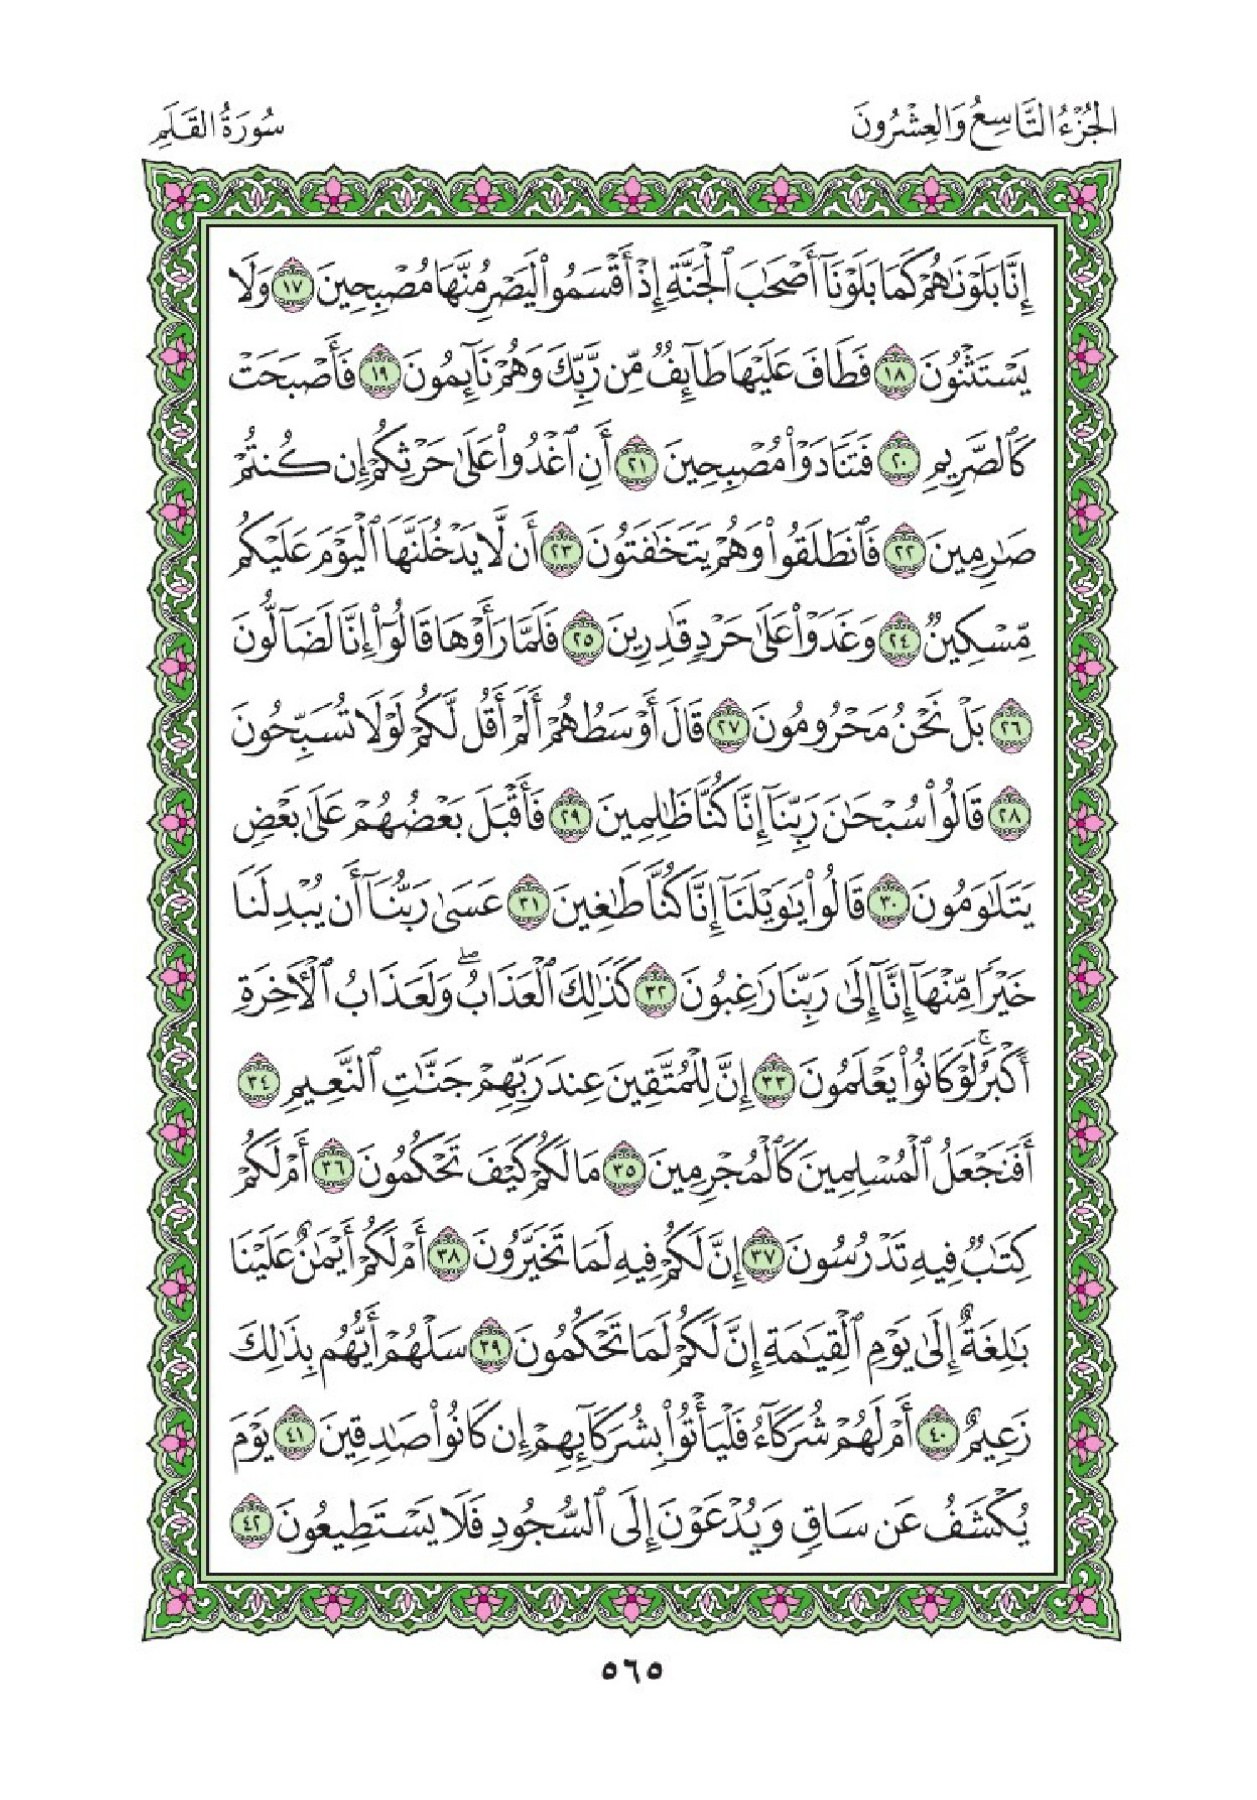 الجُزْءُ التَّاسِعُ وَالعِشْرُونَ
سُورَةُ القَلَمِ
إِنَّا بَلَوْنَٰهُمْ كَمَا بَلَوْنَآ أَصْحَٰبَ ٱلْجَنَّةِ إِذْ أَقْسَمُوا۟ لَيَصْرِمُنَّهَا مُصْبِحِينَ ١٧ وَلَا
يَسْتَثْنُونَ ١٨ فَطَافَ عَلَيْهَا طَآئِفٌ مِّن رَّبِّكَ وَهُمْ نَآئِمُونَ ١٩ فَأَصْبَحَتْ
كَٱلصَّرِيمِ ٢٠ فَتَنَادَوْا۟ مُصْبِحِينَ ٢١ أَنِ ٱغْدُوا۟ عَلَىٰ حَرْثِكُمْ إِن كُنتُمْ
صَٰرِمِينَ ٢٢ فَٱنطَلَقُوا۟ وَهُمْ يَتَخَٰفَتُونَ ٢٣ أَن لَّا يَدْخُلَنَّهَا ٱلْيَوْمَ عَلَيْكُم
مِّسْكِينٌ ٢٤ وَغَدَوْا۟ عَلَىٰ حَرْدٍ قَٰدِرِينَ ٢٥ فَلَمَّا رَأَوْهَا قَالُوٓا۟ إِنَّا لَضَآلُّونَ
٢٦ بَلْ نَحْنُ مَحْرُومُونَ ٢٧ قَالَ أَوْسَطُهُمْ أَلَمْ أَقُل لَّكُمْ لَوْلَا تُسَبِّحُونَ
٢٨ قَالُوا۟ سُبْحَٰنَ رَبِّنَآ إِنَّا كُنَّا ظَٰلِمِينَ ٢٩ فَأَقْبَلَ بَعْضُهُمْ عَلَىٰ بَعْضٍ
يَتَلَٰوَمُونَ ٣٠ قَالُوا۟ يَٰوَيْلَنَآ إِنَّا كُنَّا طَٰغِينَ ٣١ عَسَىٰ رَبُّنَآ أَن يُبْدِلَنَا
خَيْرًا مِّنْهَآ إِنَّآ إِلَىٰ رَبِّنَا رَٰغِبُونَ ٣٢ كَذَٰلِكَ ٱلْعَذَابُ ۖ وَلَعَذَابُ ٱلْءَاخِرَةِ
أَكْبَرُ ۚ لَوْ كَانُوا۟ يَعْلَمُونَ ٣٣ إِنَّ لِلْمُتَّقِينَ عِندَ رَبِّهِمْ جَنَّٰتِ ٱلنَّعِيمِ ٣٤
أَفَنَجْعَلُ ٱلْمُسْلِمِينَ كَٱلْمُجْرِمِينَ ٣٥ مَا لَكُمْ كَيْفَ تَحْكُمُونَ ٣٦ أَمْ لَكُمْ
كِتَٰبٌ فِيهِ تَدْرُسُونَ ٣٧ إِنَّ لَكُمْ فِيهِ لَمَا تَخَيَّرُونَ ٣٨ أَمْ لَكُمْ أَيْمَٰنٌ عَلَيْنَا
بَٰلِغَةٌ إِلَىٰ يَوْمِ ٱلْقِيَٰمَةِ إِنَّ لَكُمْ لَمَا تَحْكُمُونَ ٣٩ سَلْهُمْ أَيُّهُم بِذَٰلِكَ
زَعِيمٌ ٤٠ أَمْ لَهُمْ شُرَكَآءُ فَلْيَأْتُوا۟ بِشُرَكَآئِهِمْ إِن كَانُوا۟ صَٰدِقِينَ ٤١ يَوْمَ
يُكْشَفُ عَن سَاقٍ وَيُدْعَوْنَ إِلَى ٱلسُّجُودِ فَلَا يَسْتَطِيعُونَ ٤٢
٥٦٥